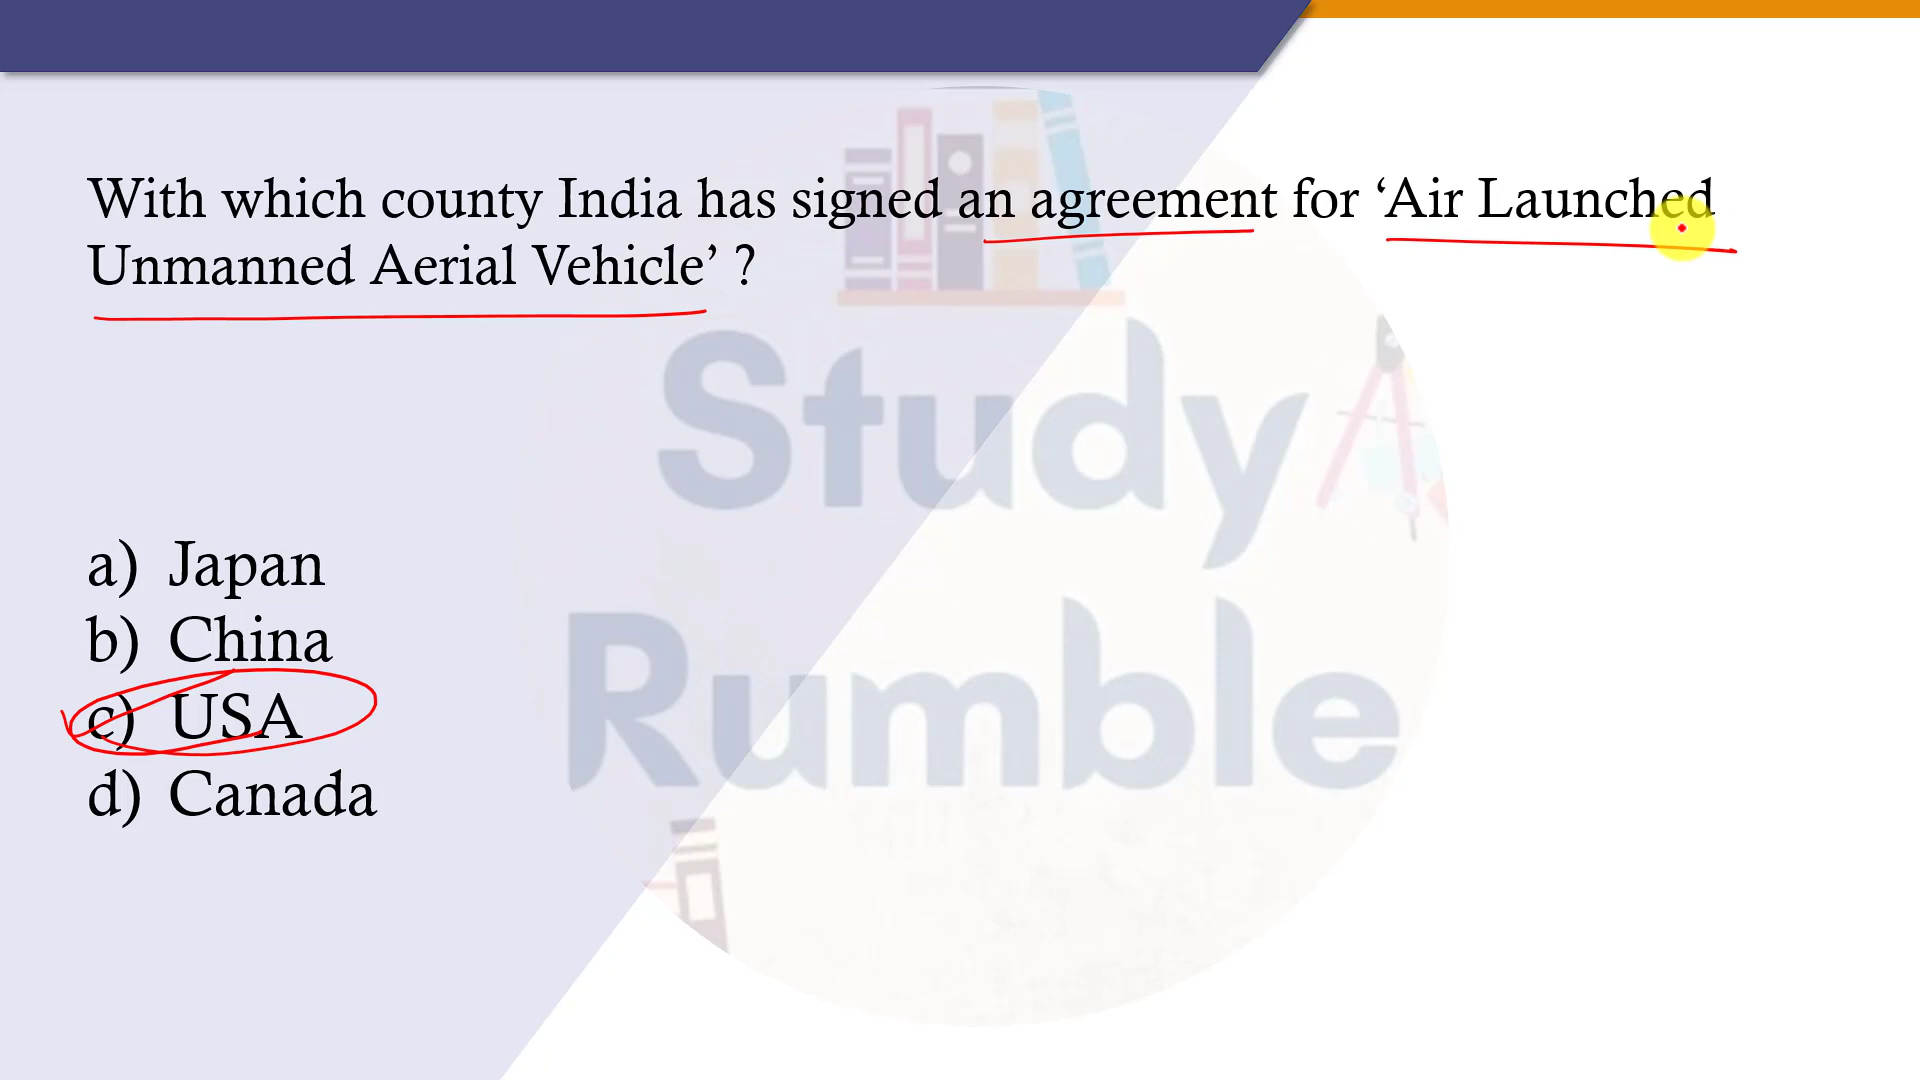 With which county India has signed an agreement for ‘Air Launched
Unmanned Aerial Vehicle’ ?
Study
Rumble
a) Japan
b) China
c) USA
d) Canada